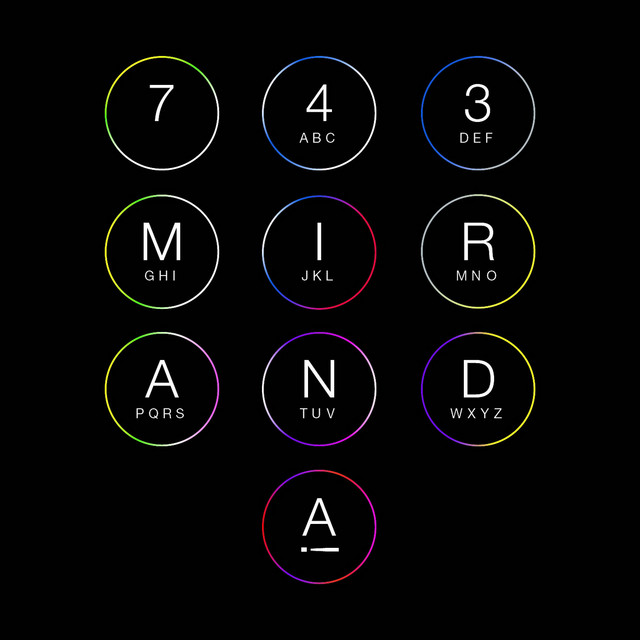 7 4 3
ABC DEF
M I R
GHI JKL MNO
A N D
PQRS TUV WXYZ
A